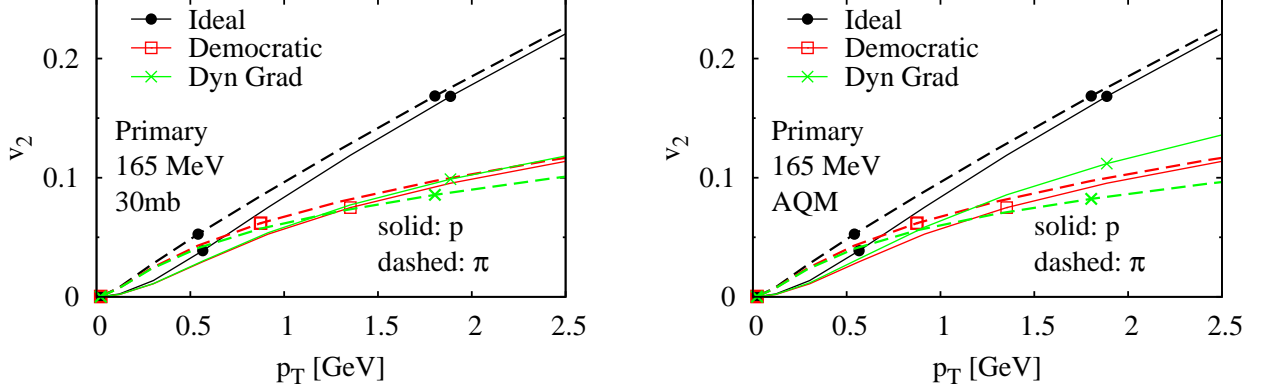 0.2
0.1
0
v2
Ideal
Democratic
Dyn Grad
Primary
165 MeV
30mb
solid: p
dashed: π
0 0.5 1 1.5 2 2.5
pT [GeV]
0.2
0.1
0
v2
Ideal
Democratic
Dyn Grad
Primary
165 MeV
AQM
solid: p
dashed: π
0 0.5 1 1.5 2 2.5
pT [GeV]